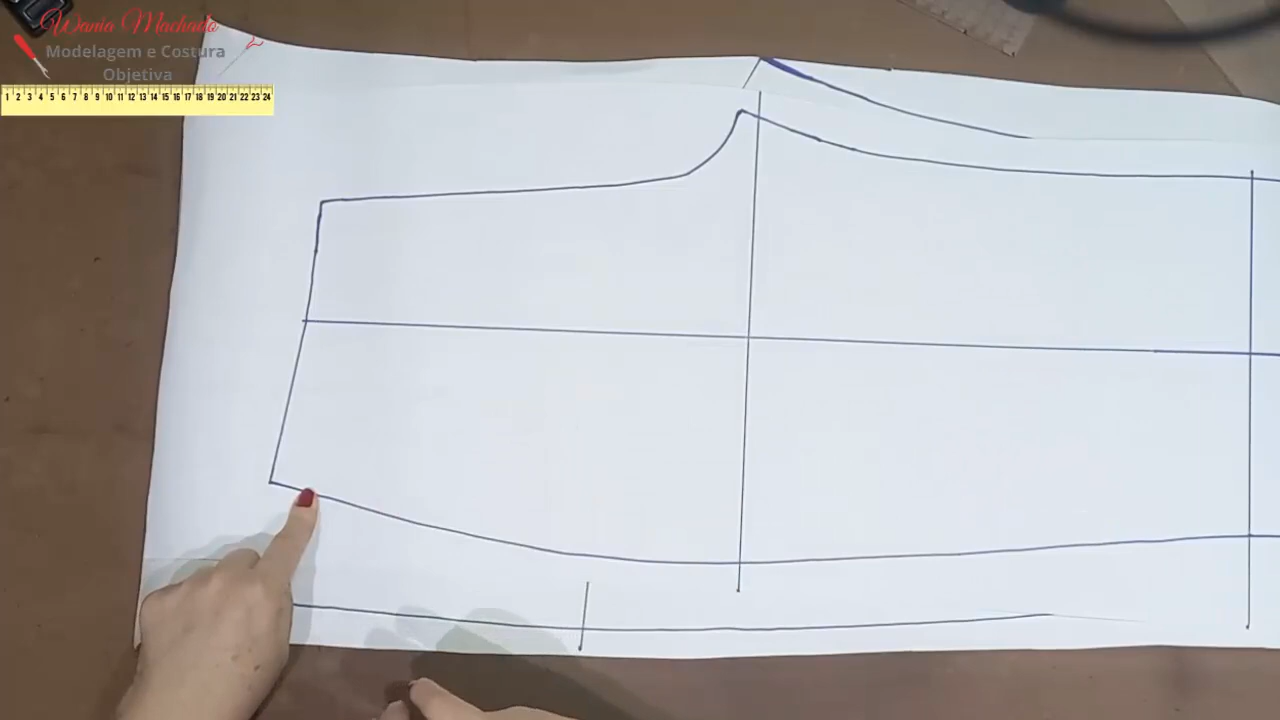 Wania Machado
Modelagem e Costura
Objetiva
1 2 3 4 5 6 7 8 9 10 11 12 13 14 15 16 17 18 19 20 21 22 23 24